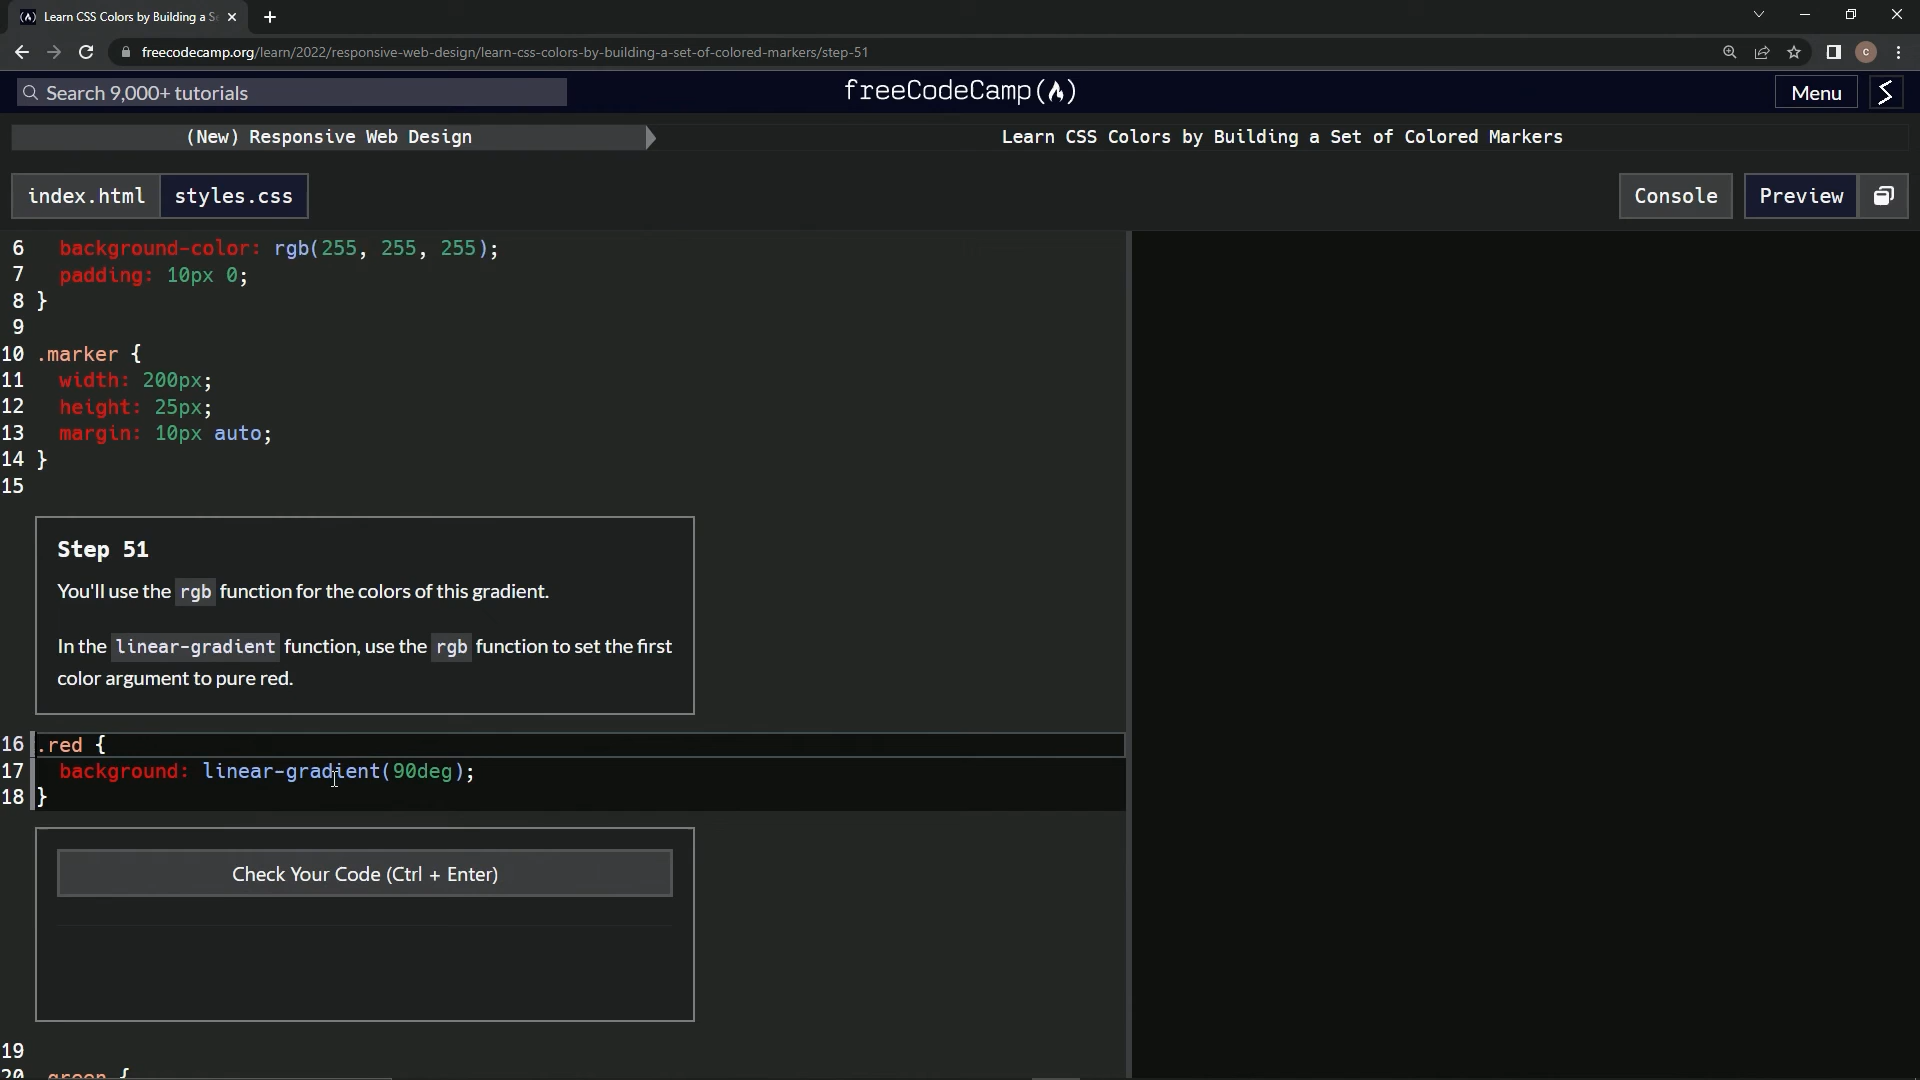 Learn CSS Colors by Building a S
freecodecamp.org/learn/2022/responsive-web-design/learn-css-colors-by-building-a-set-of-colored-markers/step-51
c
Search 9,000+ tutorials
freeCodeCamp(🔥)
Menu
(New) Responsive Web Design
Learn CSS Colors by Building a Set of Colored Markers
index.html
styles.css
Console
Preview
6 background-color: rgb(255, 255, 255);
7 padding: 10px 0;
8 }
9
10 .marker {
11 width: 200px;
12 height: 25px;
13 margin: 10px auto;
14 }
15
Step 51
You'll use the rgb function for the colors of this gradient.
In the linear-gradient function, use the rgb function to set the first
color argument to pure red.
16 .red {
17 background: linear-gradient(90deg);
18 }
Check Your Code (Ctrl + Enter)
19
20 .green {